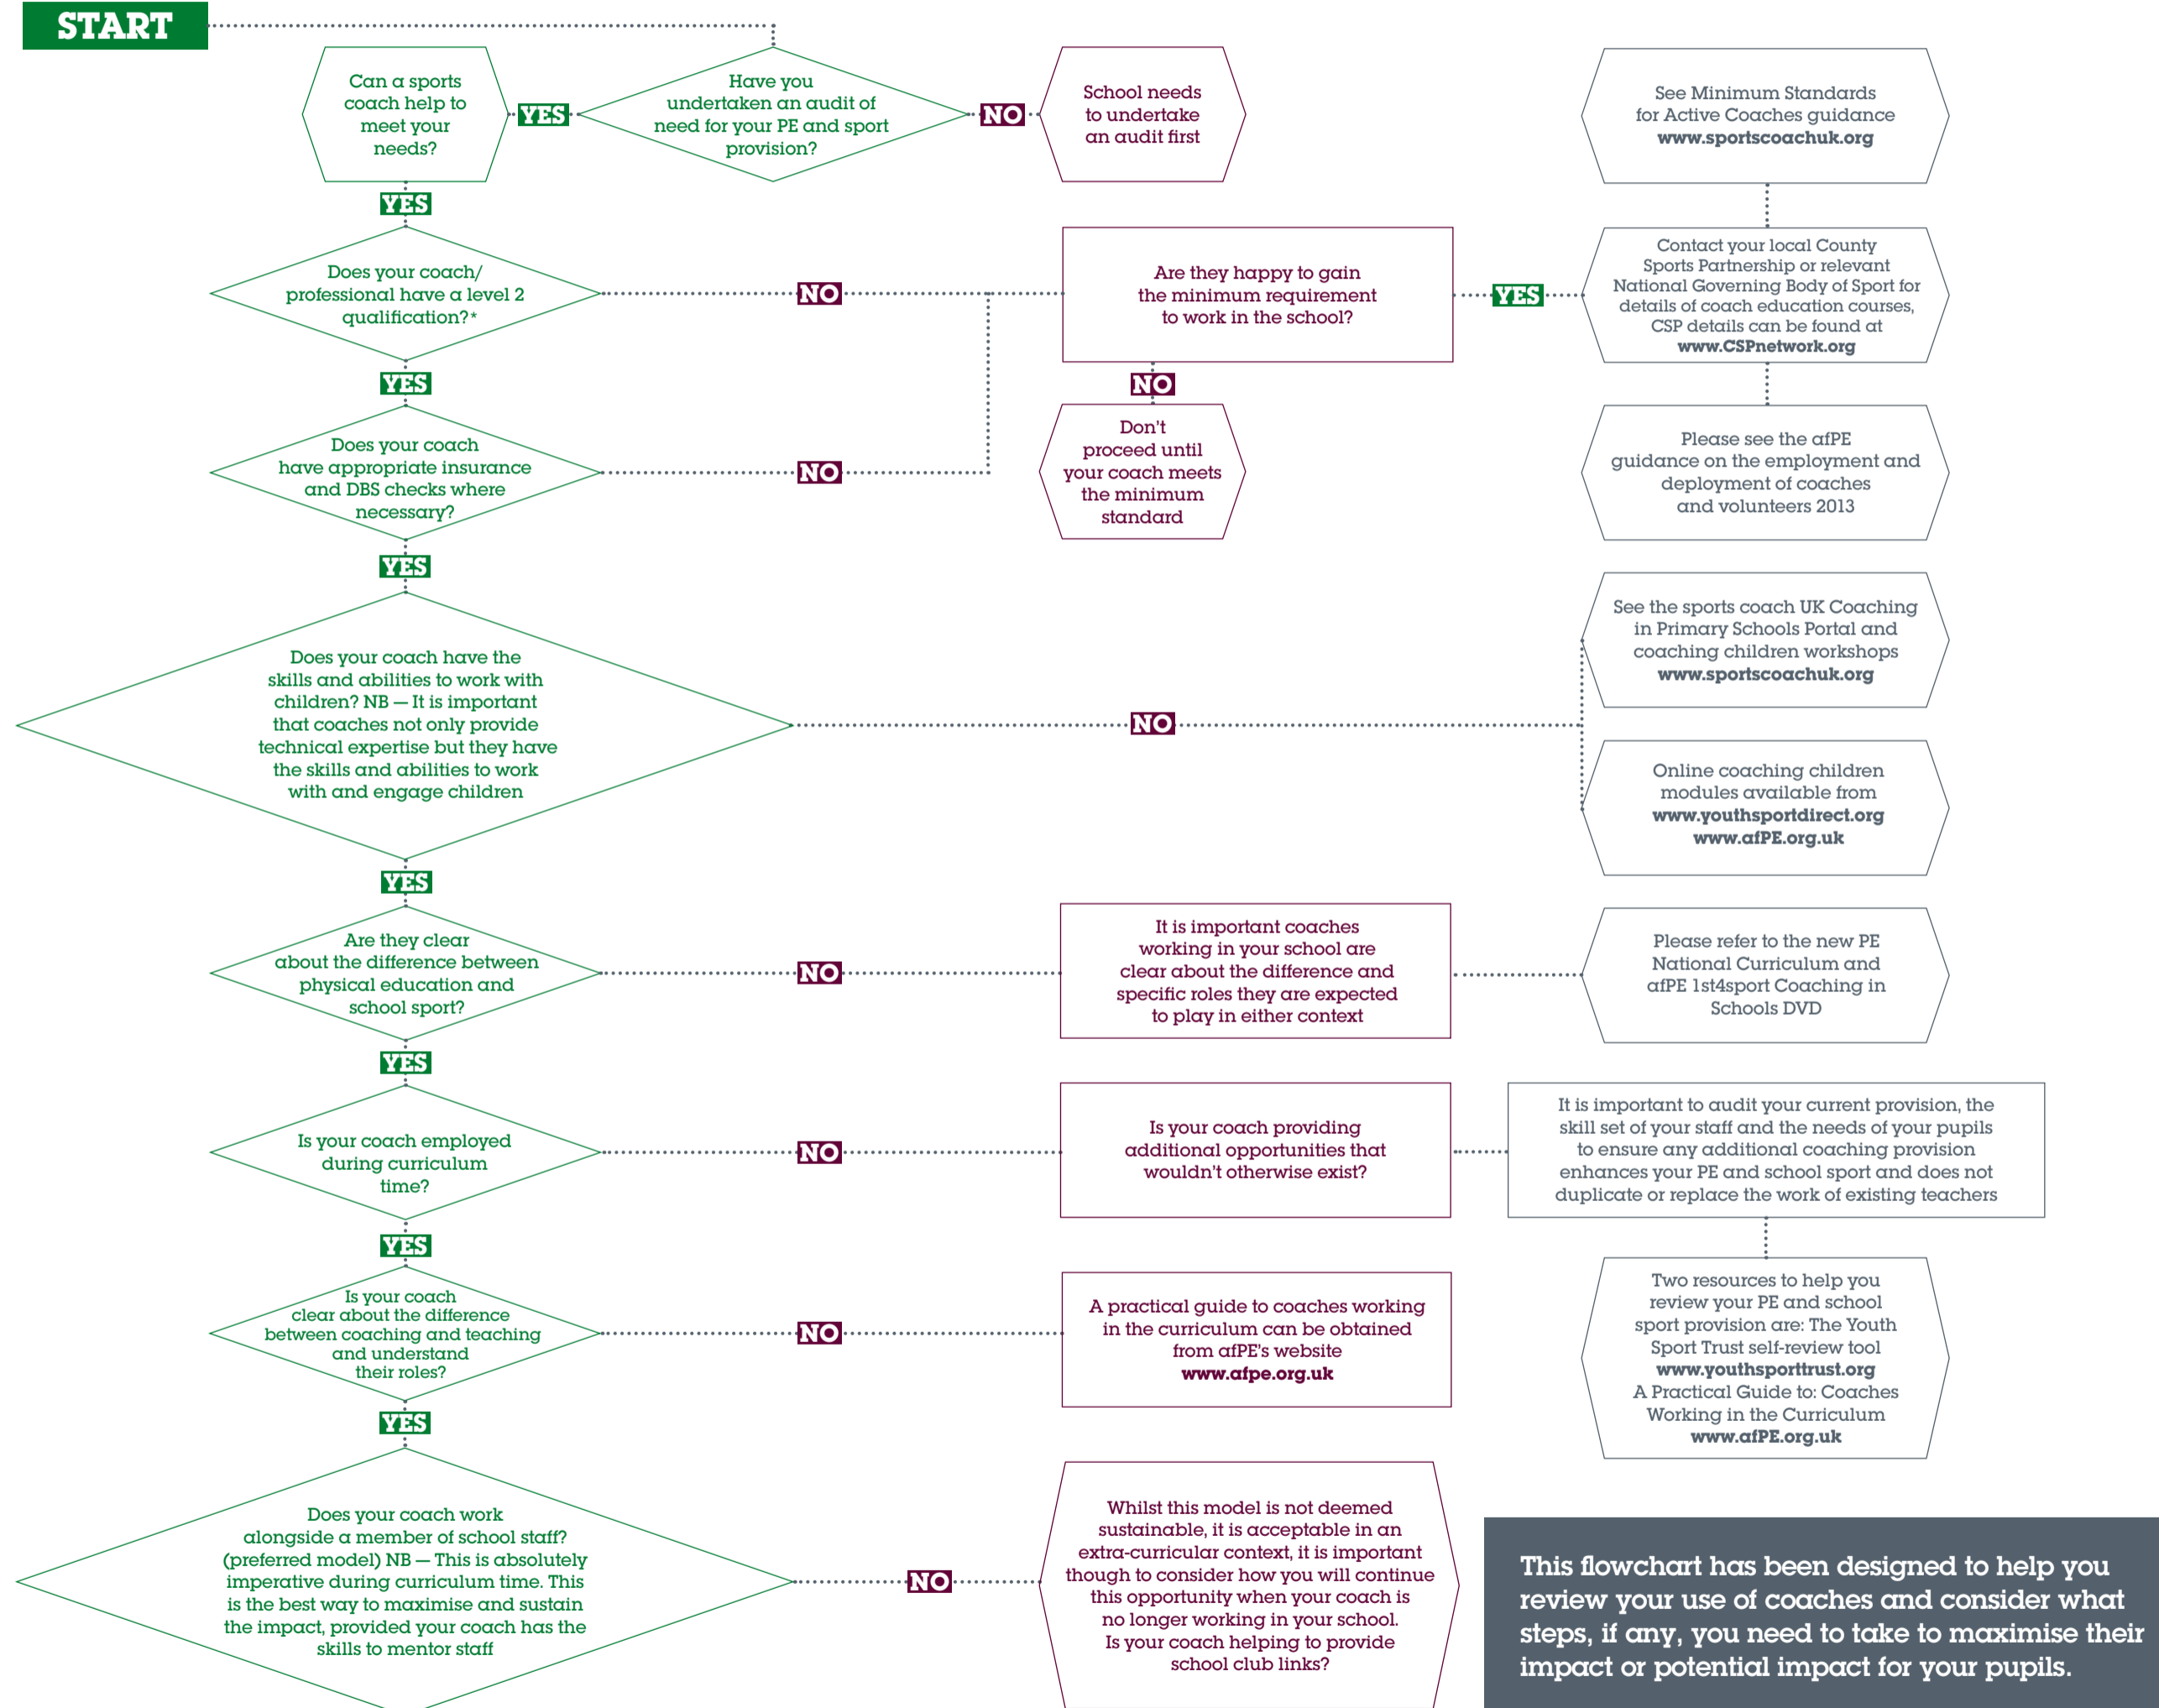 START
Can a sports
coach help to
meet your
needs?
YES
Have you
undertaken an audit of
need for your PE and sport
provision?
NO
School needs
to undertake
an audit first
See Minimum Standards
for Active Coaches guidance
www.sportscoachuk.org
YES
Does your coach/
professional have a level 2
qualification?*
NO
Are they happy to gain
the minimum requirement
to work in the school?
YES
Contact your local County
Sports Partnership or relevant
National Governing Body of Sport for
details of coach education courses,
CSP details can be found at
www.CSPnetwork.org
YES
NO
Does your coach
have appropriate insurance
and DBS checks where
necessary?
NO
Don't
proceed until
your coach meets
the minimum
standard
Please see the afPE
guidance on the employment and
deployment of coaches
and volunteers 2013
YES
Does your coach have the
skills and abilities to work with
children? NB — It is important
that coaches not only provide
technical expertise but they have
the skills and abilities to work
with and engage children
NO
See the sports coach UK Coaching
in Primary Schools Portal and
coaching children workshops
www.sportscoachuk.org
Online coaching children
modules available from
www.youthsportdirect.org
www.afPE.org.uk
YES
Are they clear
about the difference between
physical education and
school sport?
NO
It is important coaches
working in your school are
clear about the difference and
specific roles they are expected
to play in either context
Please refer to the new PE
National Curriculum and
afPE 1st4sport Coaching in
Schools DVD
YES
Is your coach employed
during curriculum
time?
NO
Is your coach providing
additional opportunities that
wouldn't otherwise exist?
It is important to audit your current provision, the
skill set of your staff and the needs of your pupils
to ensure any additional coaching provision
enhances your PE and school sport and does not
duplicate or replace the work of existing teachers
YES
Is your coach
clear about the difference
between coaching and teaching
and understand
their roles?
NO
A practical guide to coaches working
in the curriculum can be obtained
from afPE's website
www.afpe.org.uk
Two resources to help you
review your PE and school
sport provision are: The Youth
Sport Trust self-review tool
www.youthsporttrust.org
A Practical Guide to: Coaches
Working in the Curriculum
www.afPE.org.uk
YES
Does your coach work
alongside a member of school staff?
(preferred model) NB — This is absolutely
imperative during curriculum time. This
is the best way to maximise and sustain
the impact, provided your coach has the
skills to mentor staff
NO
Whilst this model is not deemed
sustainable, it is acceptable in an
extra-curricular context, it is important
though to consider how you will continue
this opportunity when your coach is
no longer working in your school.
Is your coach helping to provide
school club links?
This flowchart has been designed to help you
review your use of coaches and consider what
steps, if any, you need to take to maximise their
impact or potential impact for your pupils.